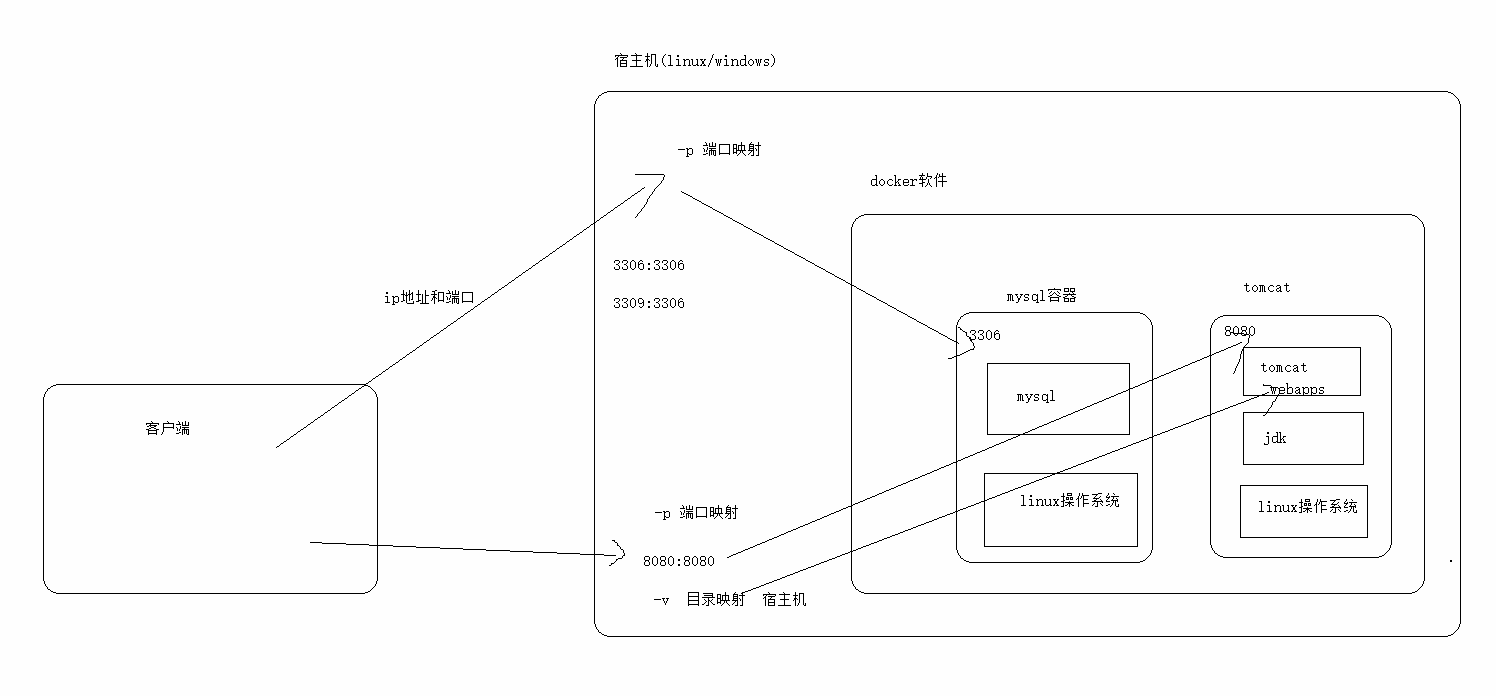 宿主机(linux/windows)
-p 端口映射
docker软件
3306:3306
3309:3306
ip地址和端口
mysql容器
tomcat
3306
8080
mysql
tomcat
webapps
客户端
jdk
linux操作系统
linux操作系统
-p 端口映射
8080:8080
-v 目录映射 宿主机